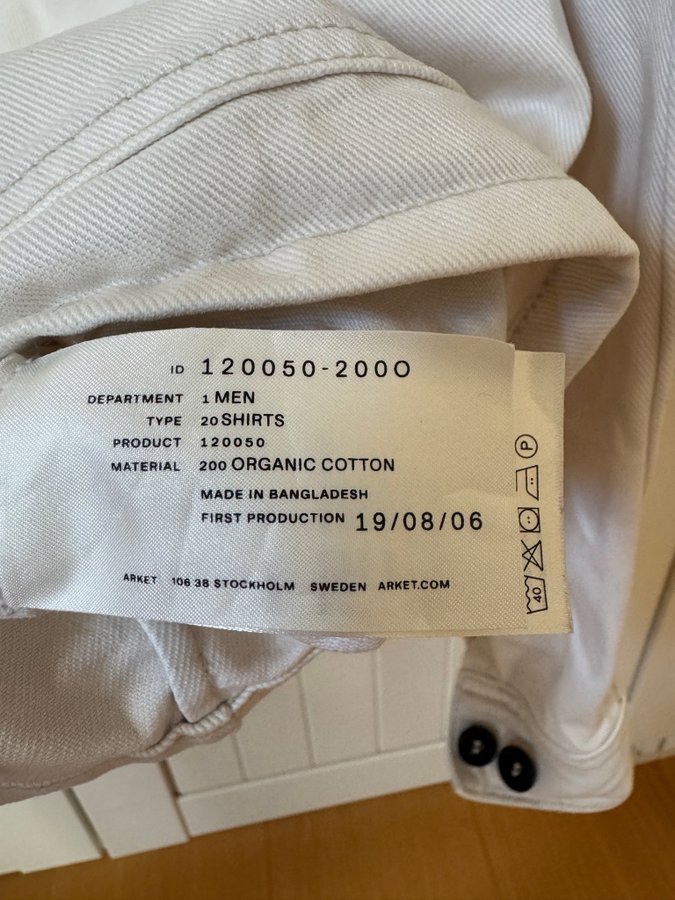 ID 120050-2000
DEPARTMENT 1 MEN
TYPE 20 SHIRTS
PRODUCT 120050
MATERIAL 200 ORGANIC COTTON
MADE IN BANGLADESH
FIRST PRODUCTION 19/08/06
ARKET 106 38 STOCKHOLM SWEDEN ARKET.COM
P
40